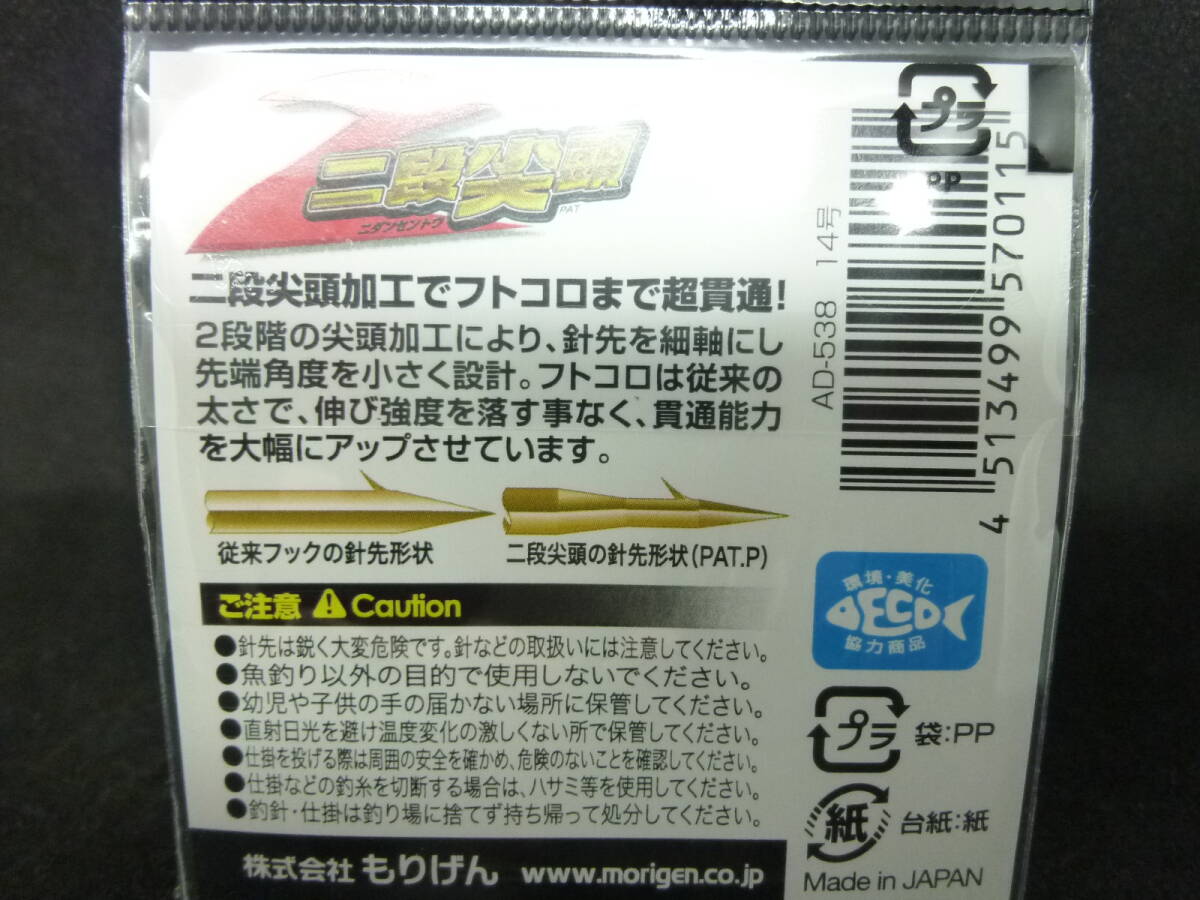 二段尖頭
ニダンセントウ
PAT
二段尖頭加工でフトコロまで超貫通!
2段階の尖頭加工により、針先を細軸にし
先端角度を小さく設計。フトコロは従来の
太さで、伸び強度を落す事なく、貫通能力
を大幅にアップさせています。
従来フックの針先形状
二段尖頭の針先形状(PAT.P)
ご注意 Caution
●針先は鋭く大変危険です。針などの取扱いには注意してください。
●魚釣り以外の目的で使用しないでください。
●幼児や子供の手の届かない場所に保管してください。
●直射日光を避け温度変化の激しくない所で保管してください。
●仕掛を投げる際は周囲の安全を確かめ、危険のないことを確認してください。
●仕掛などの釣糸を切断する場合は、ハサミ等を使用してください。
●釣針・仕掛は釣り場に捨てず持ち帰って処分してください。
株式会社 もりげん www.morigen.co.jp
プラ
PP
AD-538 14号
4 513499 570115
環境・美化
ECO
協力商品
プラ 袋:PP
紙 台紙:紙
Made in JAPAN